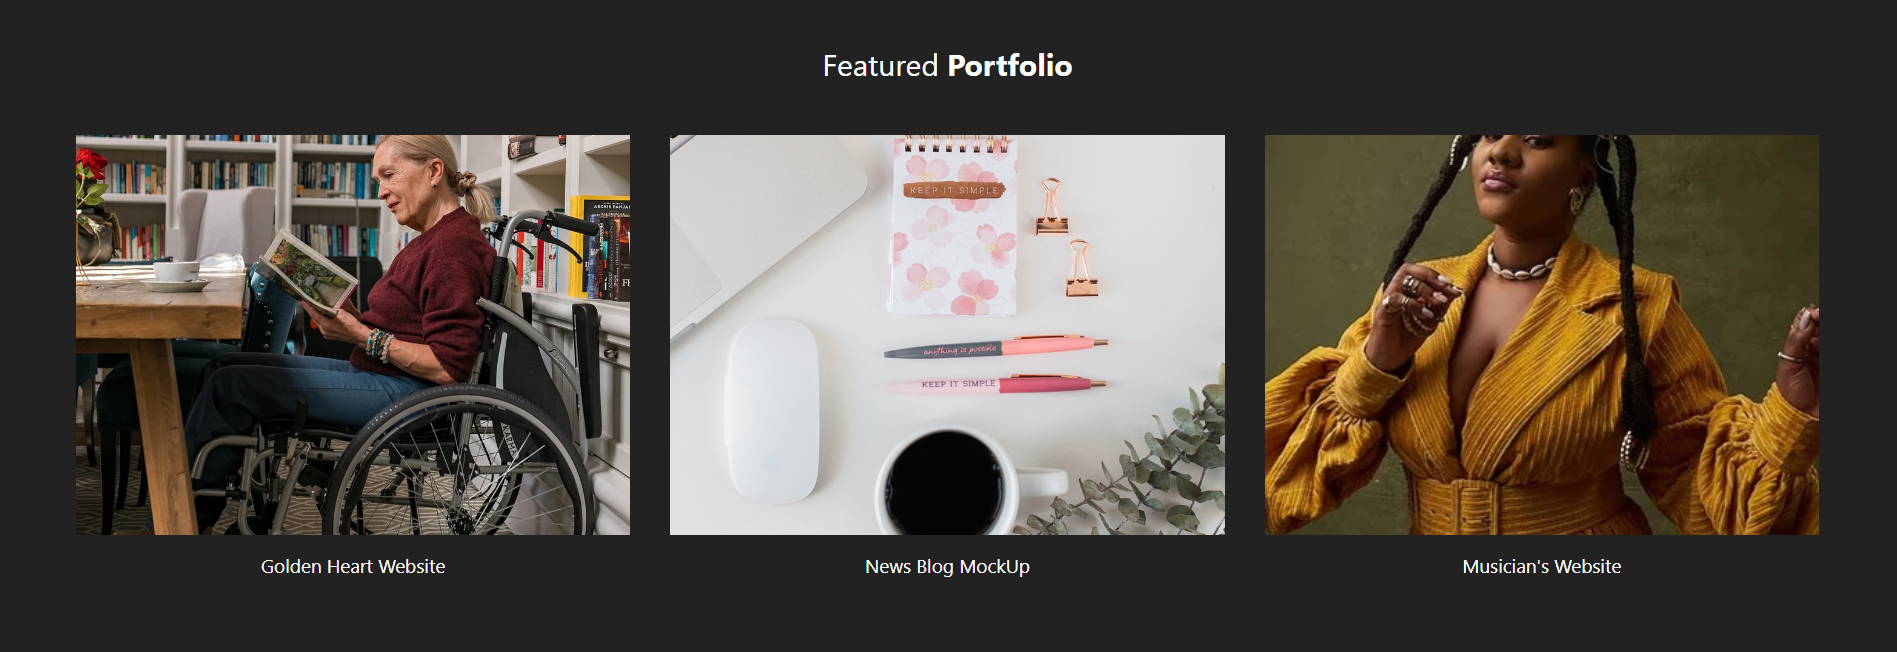 Featured Portfolio
KEEP IT SIMPLE
anything is possible
KEEP IT SIMPLE
Golden Heart Website
News Blog MockUp
Musician's Website